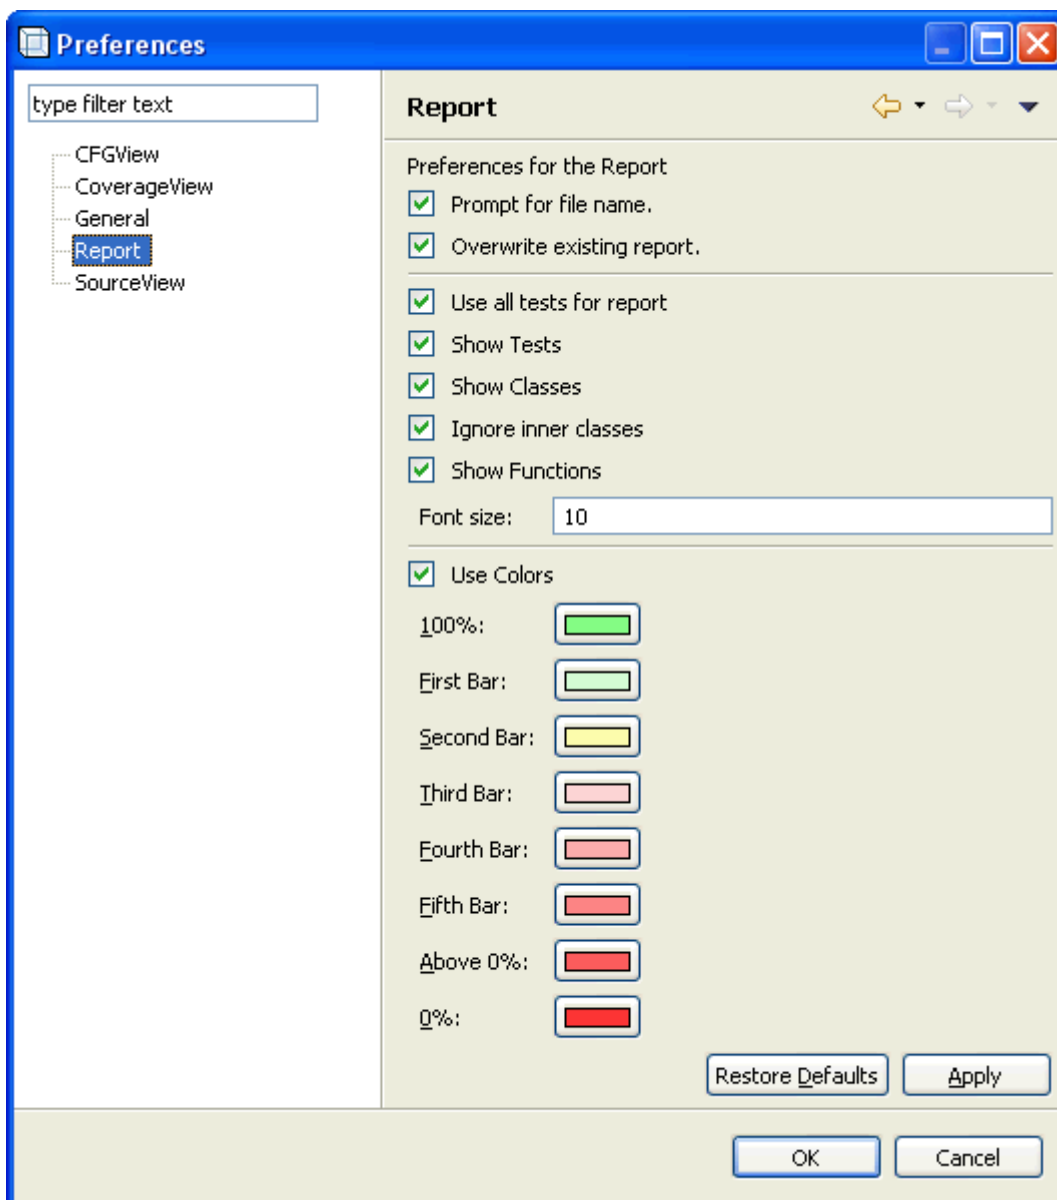 Preferences
type filter text
CFGView
CoverageView
General
Report
SourceView
Report
Preferences for the Report
Prompt for file name.
Overwrite existing report.
Use all tests for report
Show Tests
Show Classes
Ignore inner classes
Show Functions
Font size: 10
Use Colors
100%:
First Bar:
Second Bar:
Third Bar:
Fourth Bar:
Fifth Bar:
Above 0%:
0%:
Restore Defaults Apply
OK Cancel